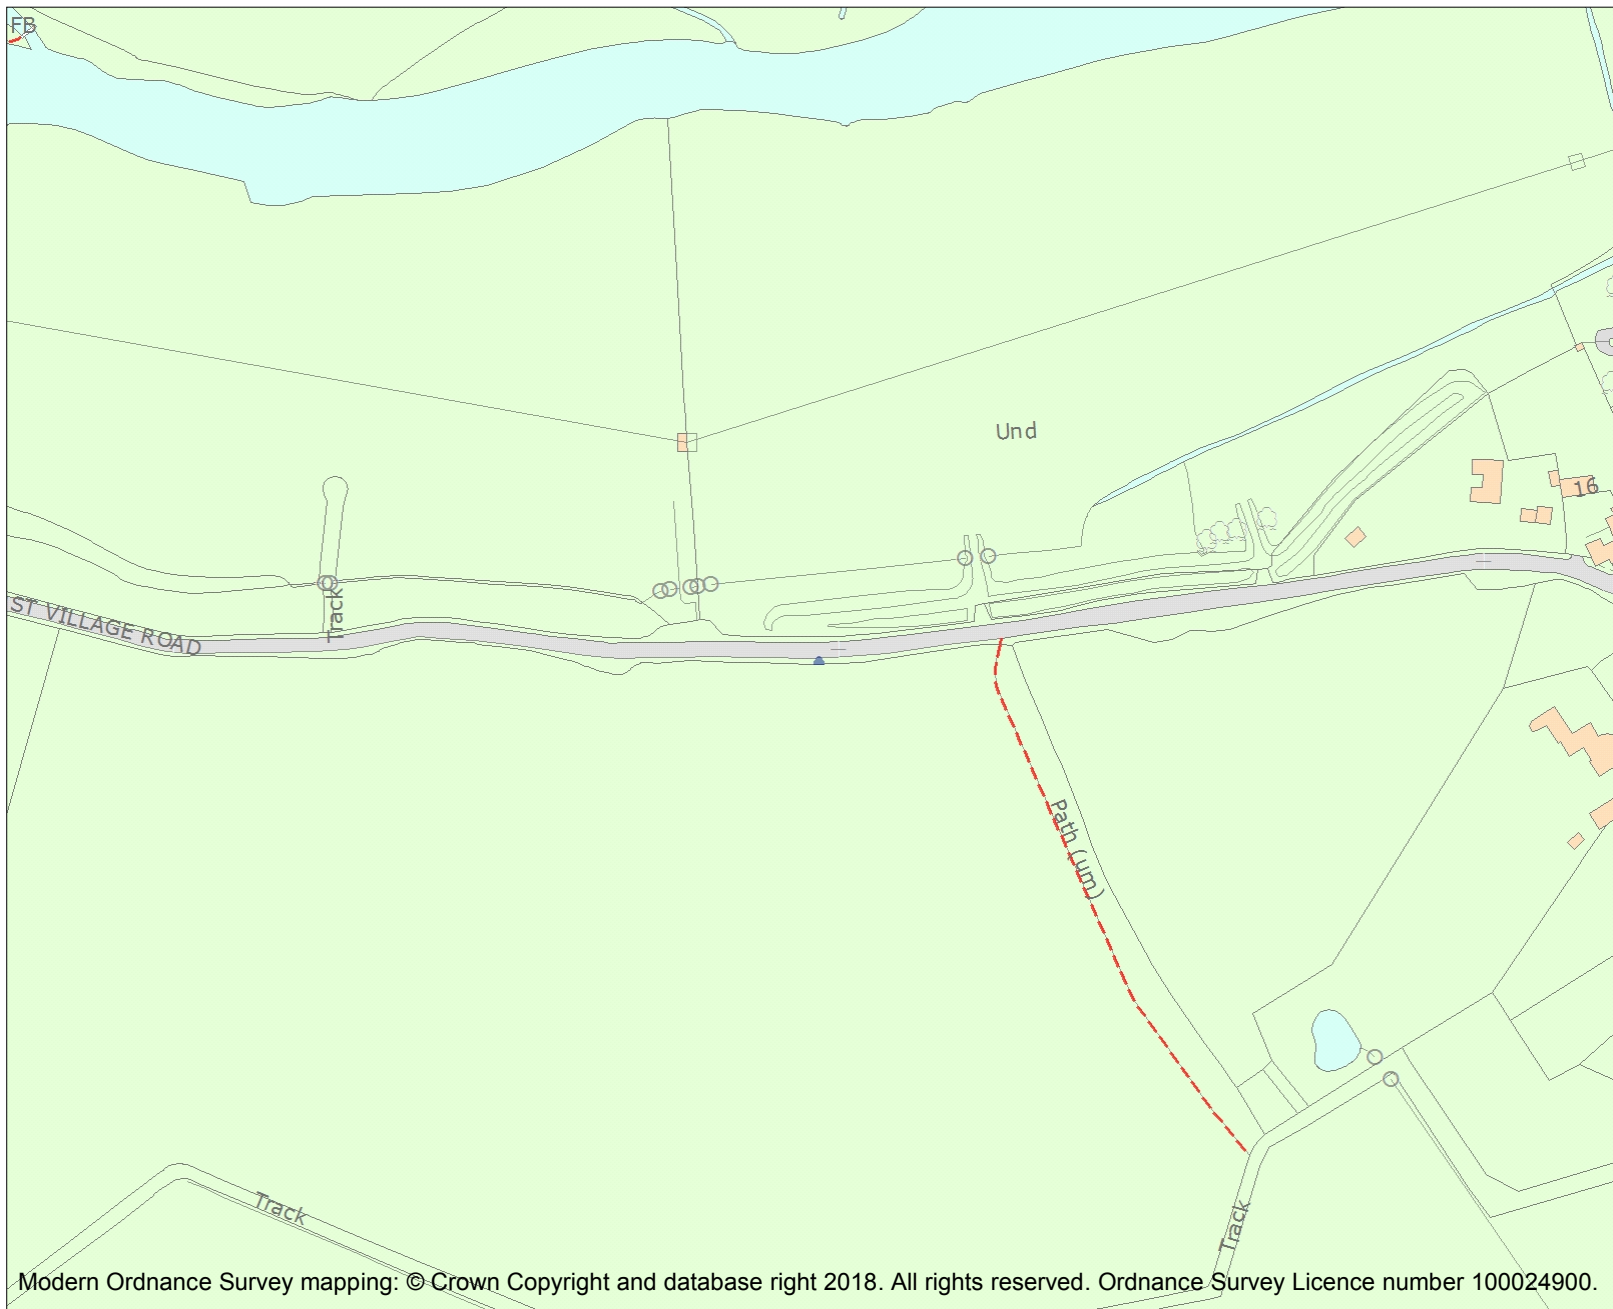 FB
Und
16
Track
ST VILLAGE ROAD
Path (um)
Track
Track
Modern Ordnance Survey mapping: © Crown Copyright and database right 2018. All rights reserved. Ordnance Survey Licence number 100024900.